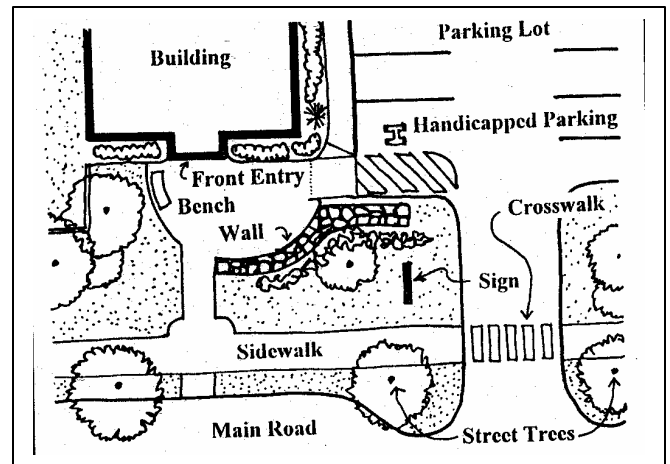 Parking Lot
Building
Handicapped Parking
Front Entry
Bench
Crosswalk
Wall
Sign
Sidewalk
Main Road
Street Trees